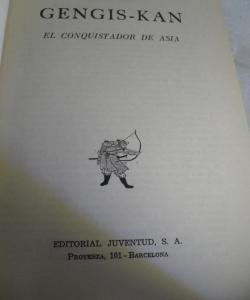 GENGIS-KAN
EL CONQUISTADOR DE ASIA
EDITORIAL JUVENTUD, S. A.
PROVENZA, 101 - BARCELONA